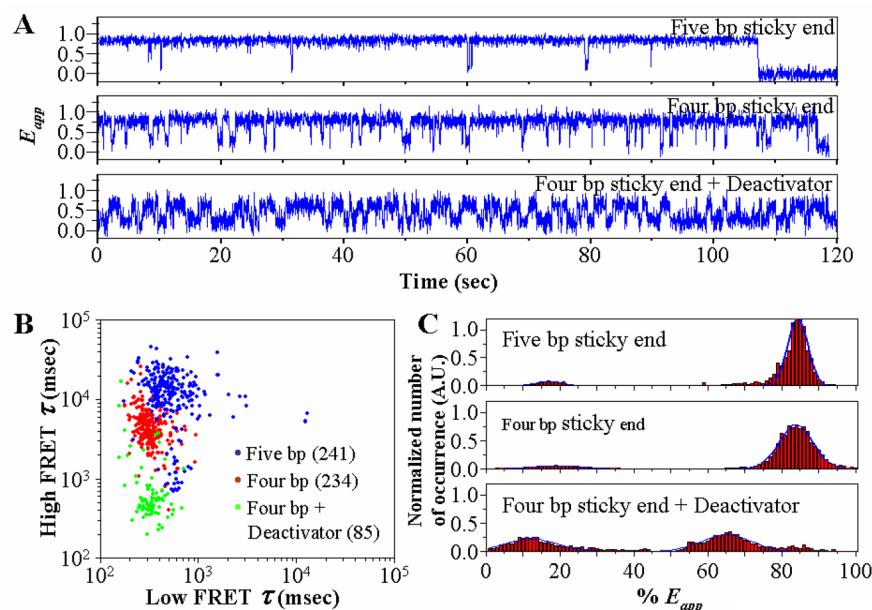 A
Five bp sticky end
1.0
0.5
0.0
Four bp sticky end
1.0
0.5
0.0
E_app
Four bp sticky end + Deactivator
1.0
0.5
0.0
0 20 40 60 80 100 120
Time (sec)
B
10^5
10^4
10^3
10^2
High FRET τ (msec)
Five bp (241)
Four bp (234)
Four bp +
Deactivator (85)
10^2 10^3 10^4 10^5
Low FRET τ (msec)
C
Normalized number
of occurrence (A.U.)
1.0
0.5
0.0
Five bp sticky end
1.0
0.5
0.0
Four bp sticky end
1.0
0.5
0.0
Four bp sticky end + Deactivator
0 20 40 60 80 100
% E_app